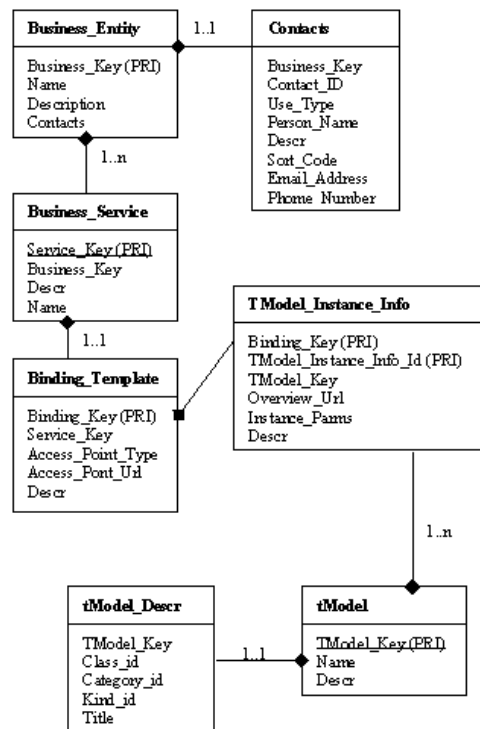 Business_Entity
Business_Key (PRI)
Name
Description
Contacts
1..1
Contacts
Business_Key
Contact_ID
Use_Type
Person_Name
Descr
Sort_Code
Email_Address
Phome_Number
1..n
Business_Service
Service_Key (PRI)
Business_Key
Descr
Name
1..1
TModel_Instance_Info
Binding_Key (PRI)
TModel_Instance_Info_Id (PRI)
TModel_Key
Overview_Url
Instance_Parms
Descr
Binding_Template
Binding_Key (PRI)
Service_Key
Access_Point_Type
Access_Pont_Url
Descr
1..n
tModel_Descr
TModel_Key
Class_id
Category_id
Kind_id
Title
1..1
tModel
TModel_Key (PRI)
Name
Descr